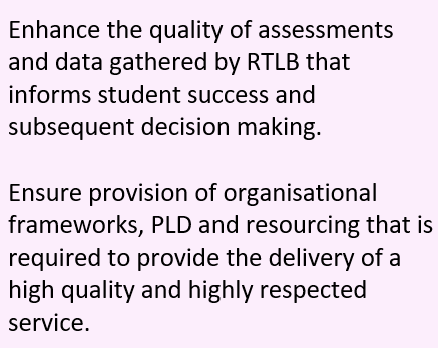 Enhance the quality of assessments
and data gathered by RTLB that
informs student success and
subsequent decision making.
Ensure provision of organisational
frameworks, PLD and resourcing that is
required to provide the delivery of a
high quality and highly respected
service.